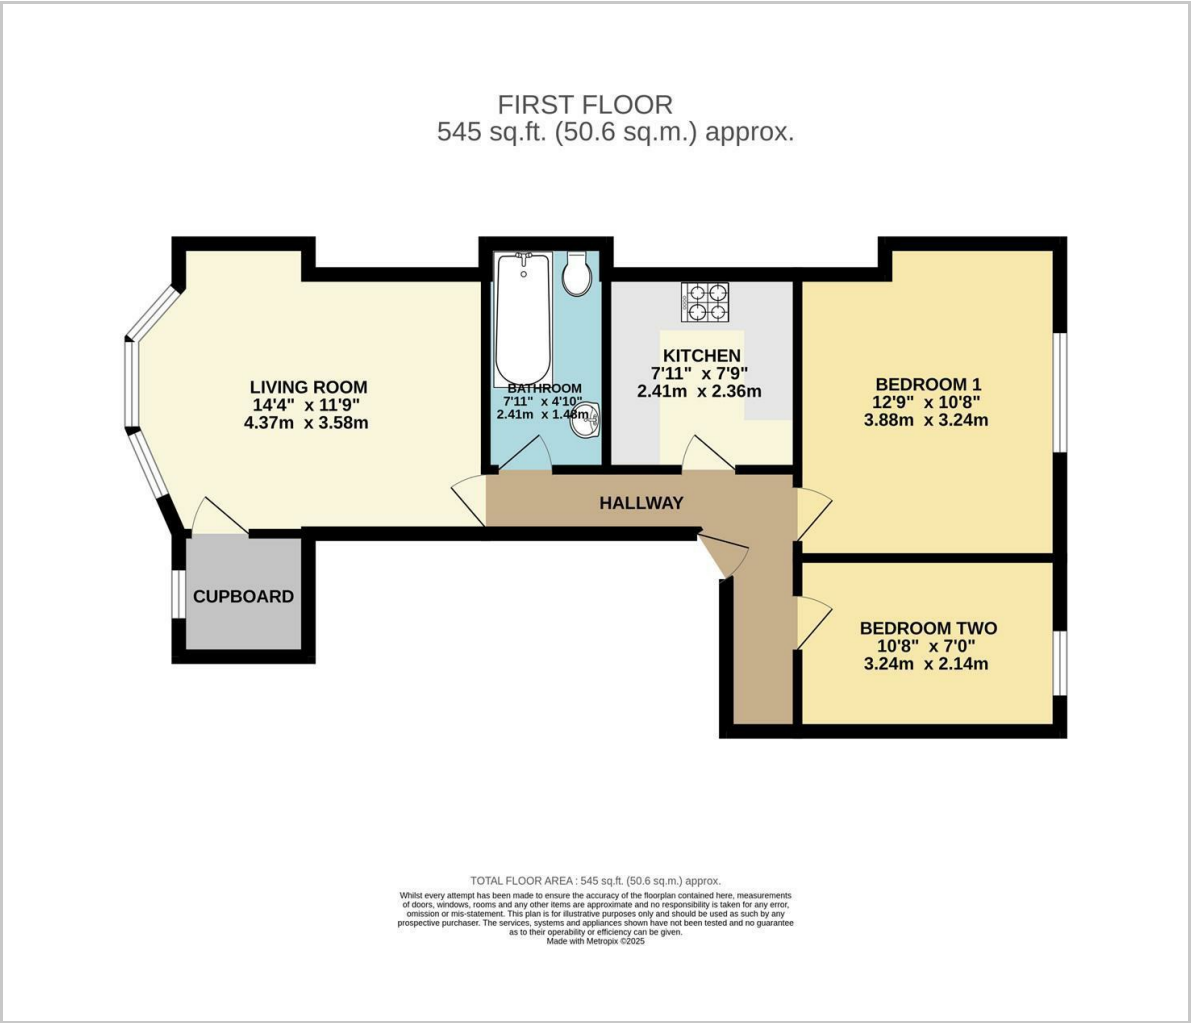 FIRST FLOOR
545 sq.ft. (50.6 sq.m.) approx.
LIVING ROOM
14'4" x 11'9"
4.37m x 3.58m
BATHROOM
7'11" x 4'10"
2.41m x 1.48m
KITCHEN
7'11" x 7'9"
2.41m x 2.36m
BEDROOM 1
12'9" x 10'8"
3.88m x 3.24m
HALLWAY
CUPBOARD
BEDROOM TWO
10'8" x 7'0"
3.24m x 2.14m
TOTAL FLOOR AREA : 545 sq.ft. (50.6 sq.m.) approx.
Whilst every attempt has been made to ensure the accuracy of the floorplan contained here, measurements
of doors, windows, rooms and any other items are approximate and no responsibility is taken for any error,
omission or mis-statement. This plan is for illustrative purposes only and should be used as such by any
prospective purchaser. The services, systems and appliances shown have not been tested and no guarantee
as to their operability or efficiency can be given.
Made with Metropix ©2025